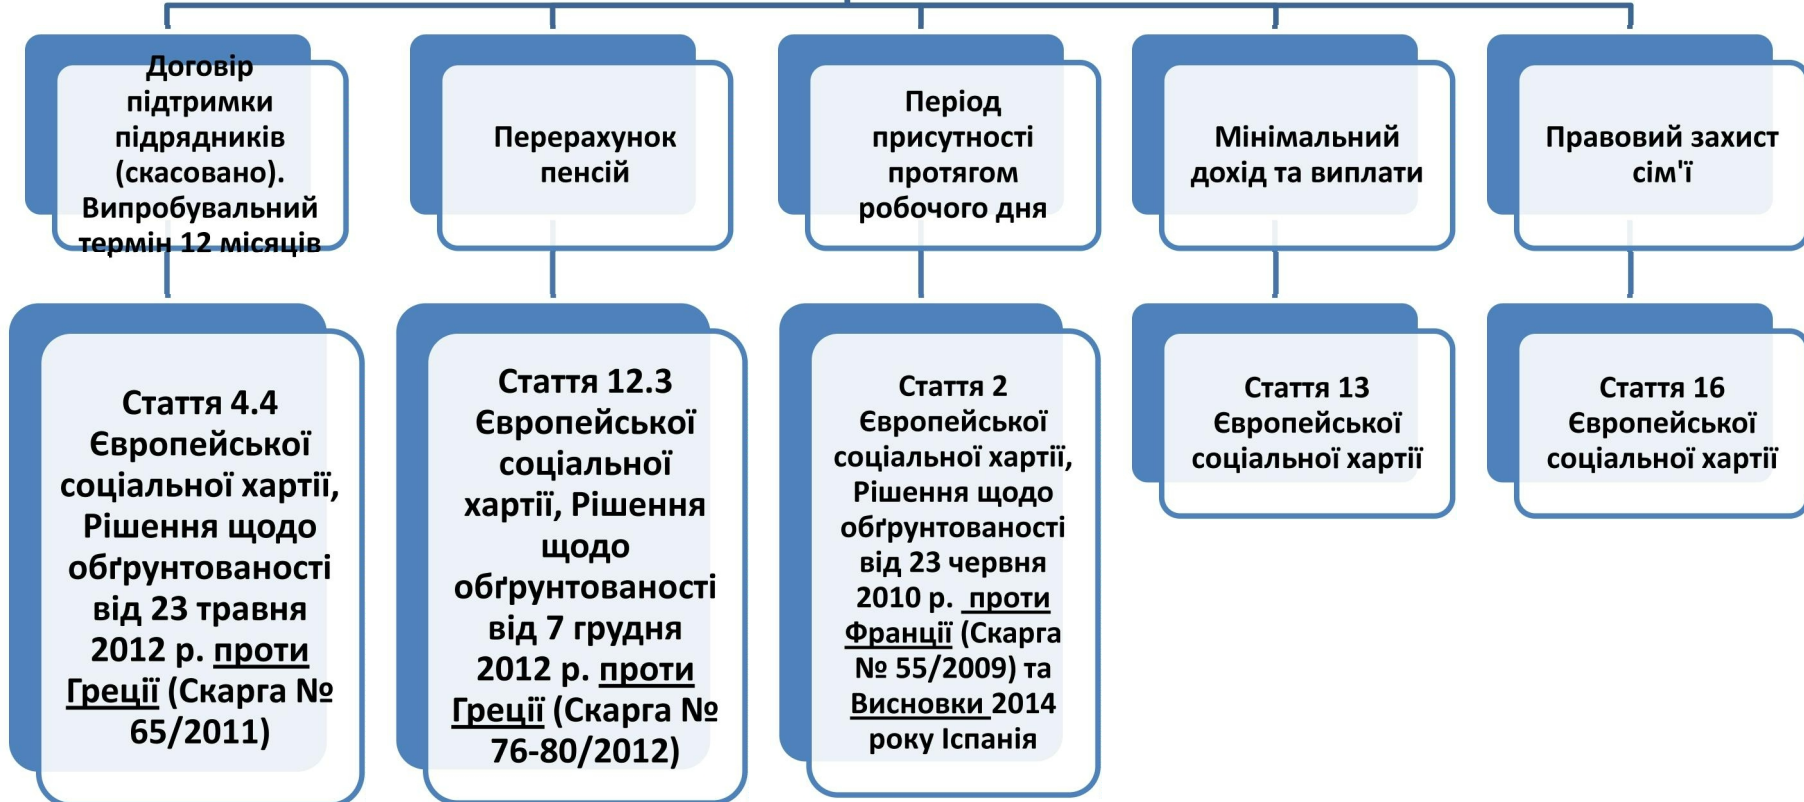 Договір
підтримки
підрядників
(скасовано).
Випробувальний
термін 12 місяців
Перерахунок
пенсій
Період
присутності
протягом
робочого дня
Мінімальний
дохід та виплати
Правовий захист
сім'ї
Стаття 4.4
Європейської
соціальної хартії,
Рішення щодо
обґрунтованості
від 23 травня
2012 р. проти
Греції (Скарга №
65/2011)
Стаття 12.3
Європейської
соціальної
хартії, Рішення
щодо
обґрунтованості
від 7 грудня
2012 р. проти
Греції (Скарга №
76-80/2012)
Стаття 2
Європейської
соціальної хартії,
Рішення щодо
обґрунтованості
від 23 червня
2010 р. проти
Франції (Скарга
№ 55/2009) та
Висновки 2014
року Іспанія
Стаття 13
Європейської
соціальної хартії
Стаття 16
Європейської
соціальної хартії